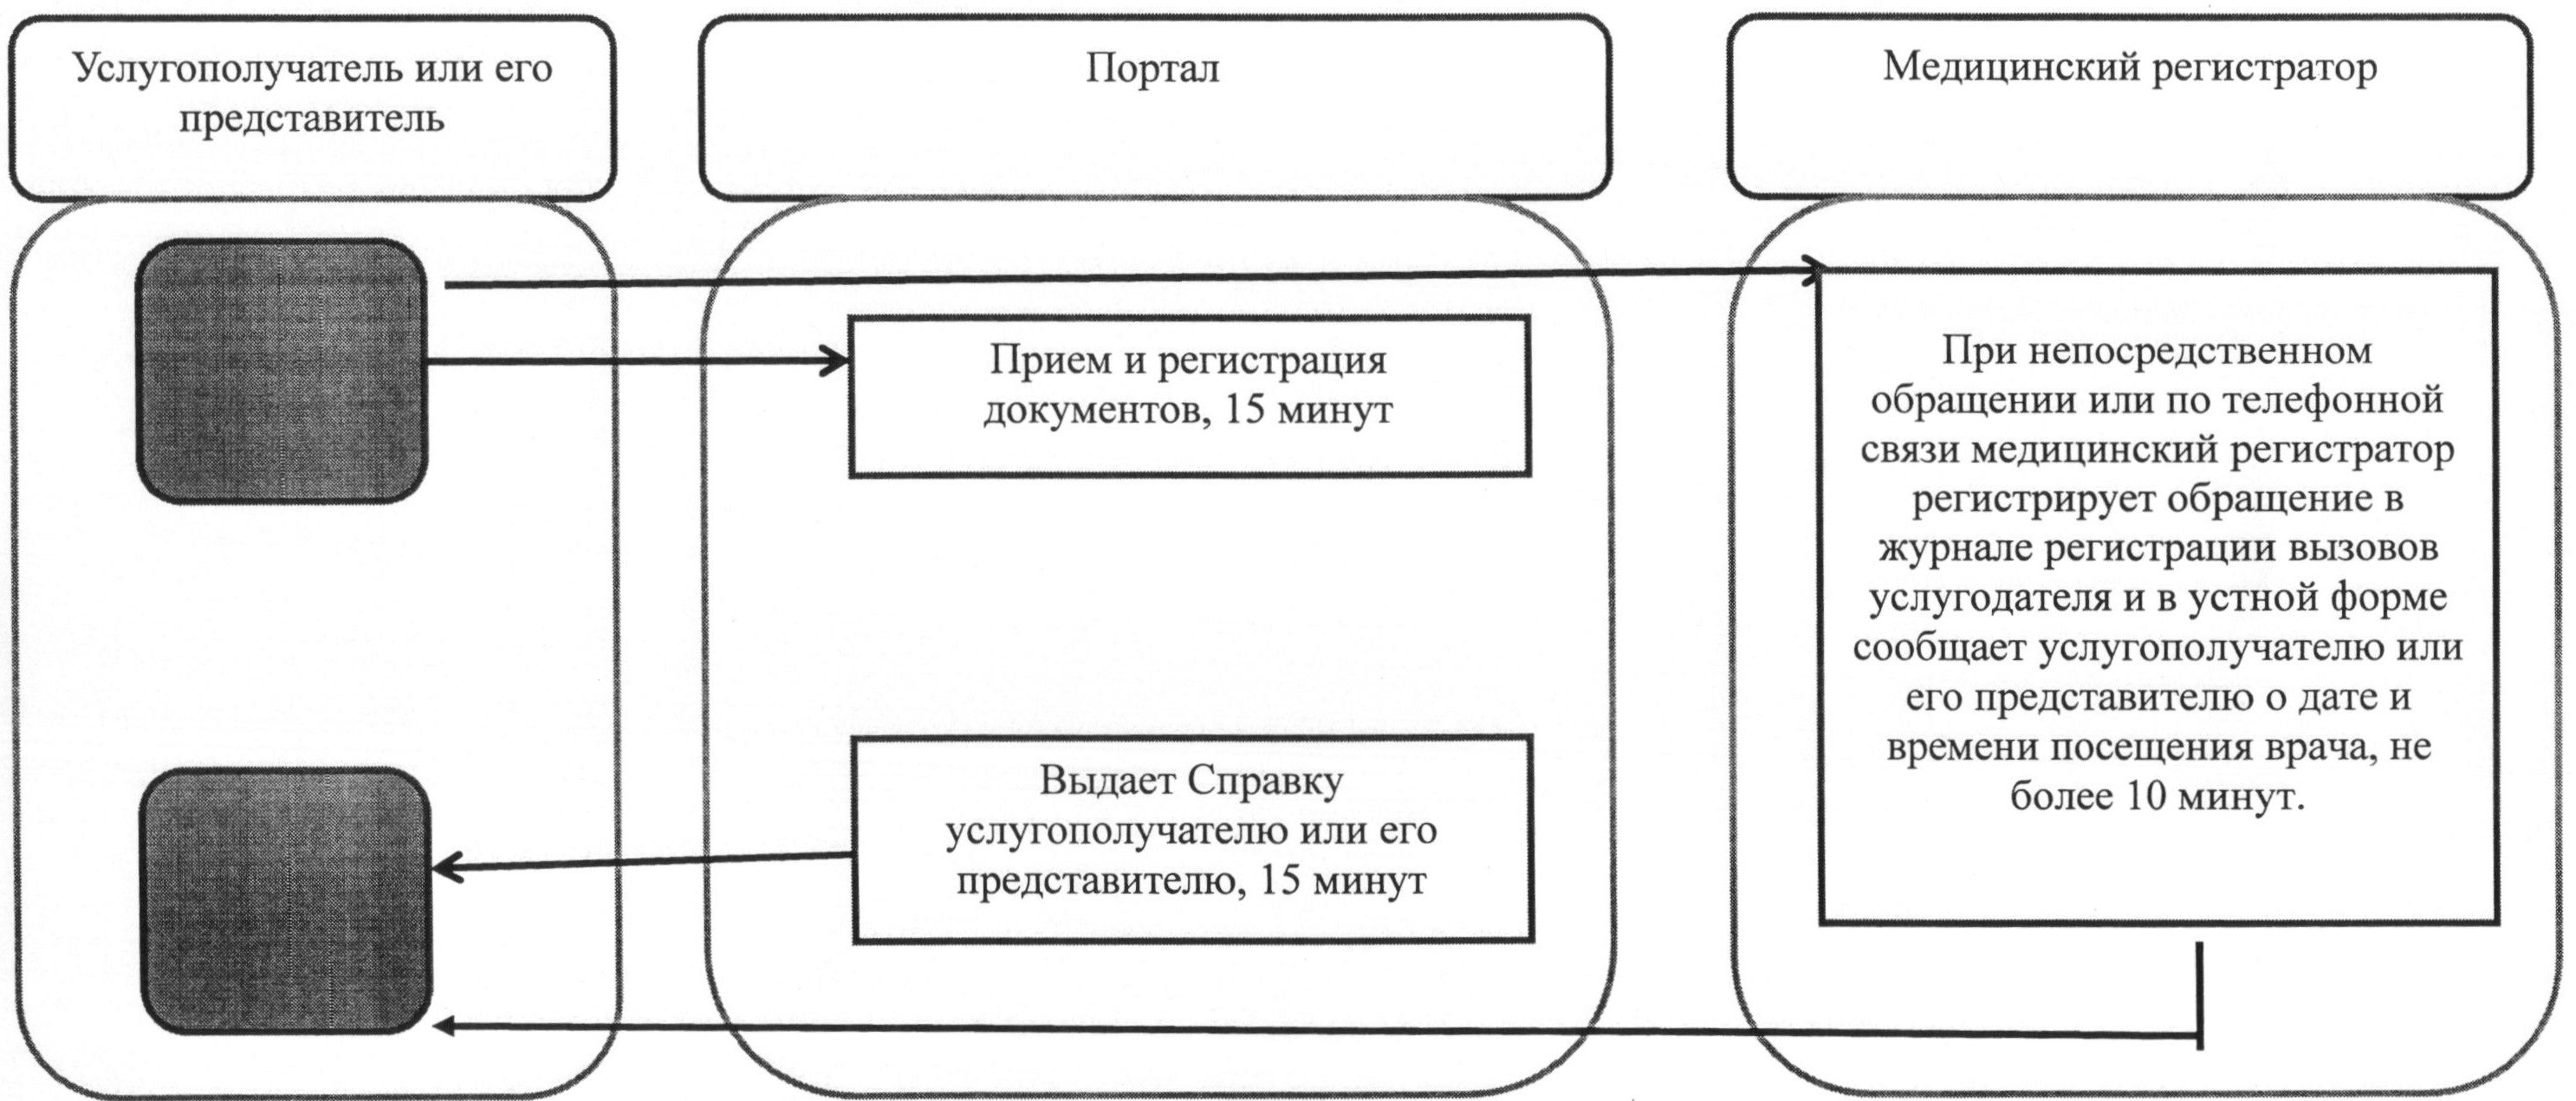 Услугополучатель или его
представитель
Портал
Медицинский регистратор
Прием и регистрация
документов, 15 минут
При непосредственном
обращении или по телефонной
связи медицинский регистратор
регистрирует обращение в
журнале регистрации вызовов
услугодателя и в устной форме
сообщает услугополучателю или
его представителю о дате и
времени посещения врача, не
более 10 минут.
Выдает Справку
услугополучателю или его
представителю, 15 минут